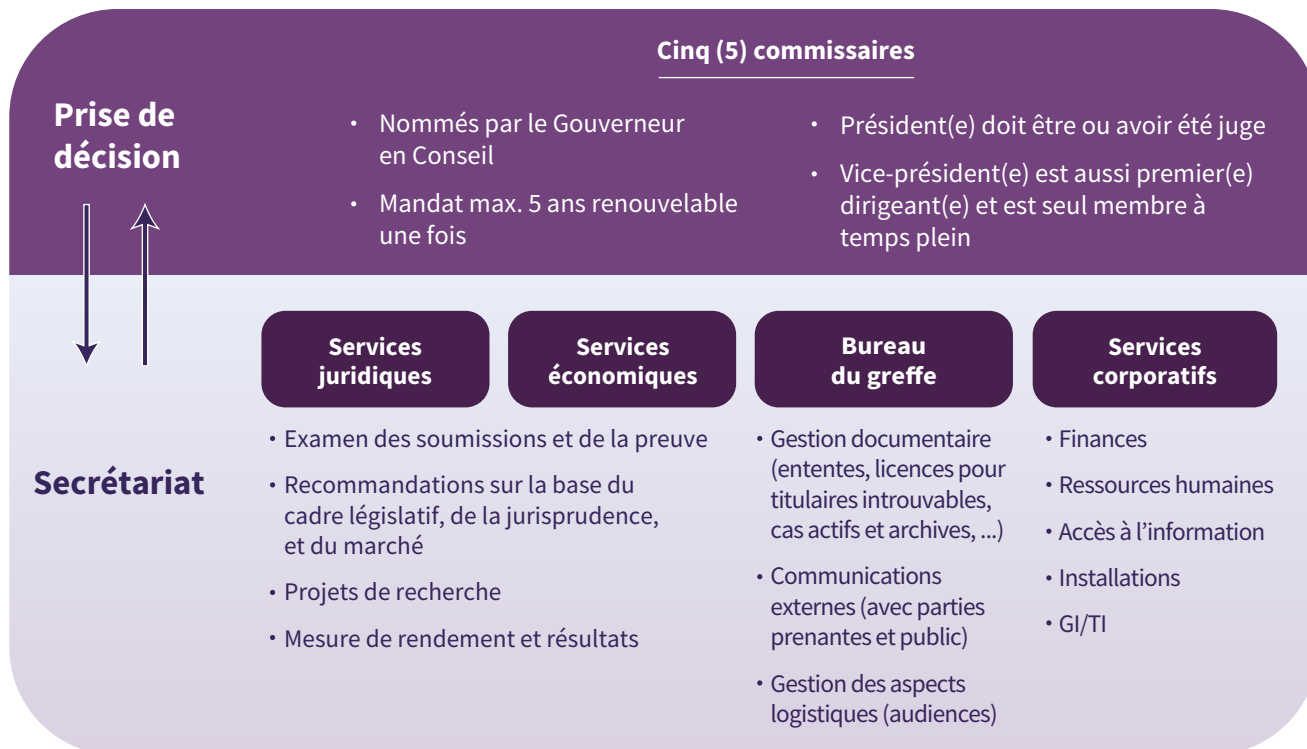 Cinq (5) commissaires
Prise de
décision
• Nommés par le Gouverneur
en Conseil
• Mandat max. 5 ans renouvelable
une fois
• Président(e) doit être ou avoir été juge
• Vice-président(e) est aussi premier(e)
dirigeant(e) et est seul membre à
temps plein
Secrétariat
Services
juridiques
Services
économiques
• Examen des soumissions et de la preuve
• Recommandations sur la base du
cadre législatif, de la jurisprudence,
et du marché
• Projets de recherche
• Mesure de rendement et résultats
Bureau
du greffe
• Gestion documentaire
(ententes, licences pour
titulaires introuvables,
cas actifs et archives, ...)
• Communications
externes (avec parties
prenantes et public)
• Gestion des aspects
logistiques (audiences)
Services
corporatifs
• Finances
• Ressources humaines
• Accès à l’information
• Installations
• GI/TI